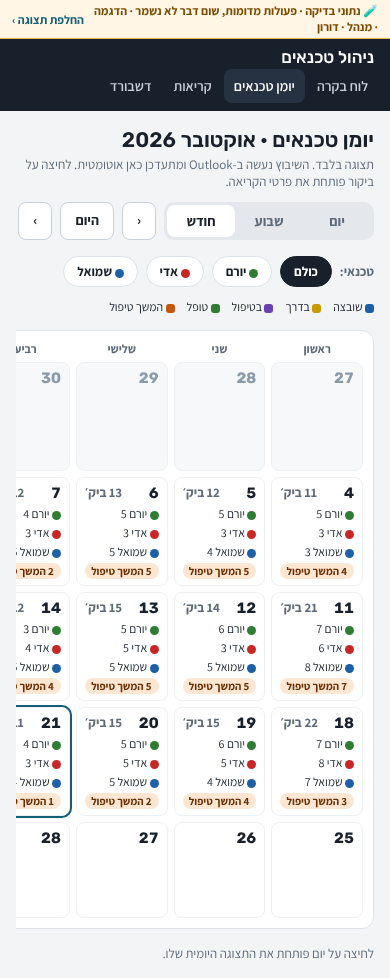 🧪 נתוני בדיקה · פעולות מדומות, שום דבר לא נשמר · הדגמה
· מנהל · דורון
החלפת תצוגה ›
ניהול טכנאים
לוח בקרה
יומן טכנאים
קריאות
דשבורד
יומן טכנאים • אוקטובר 2026
תצוגה בלבד. השיבוץ נעשה ב-Outlook ומתעדכן כאן אוטומטית. לחיצה על
ביקור פותחת את פרטי הקריאה.
יום
שבוע
חודש
‹
היום
›
טכנאי:
כולם
יורם
אדי
שמואל
שובצה
בדרך
בטיפול
טופל
המשך טיפול
ראשון
שני
שלישי
27
28
29
30
4
11 ביק׳
יורם 5
אדי 3
שמואל 3
4 המשך טיפול
5
12 ביק׳
יורם 5
אדי 3
שמואל 4
5 המשך טיפול
6
13 ביק׳
יורם 5
אדי 3
שמואל 5
5 המשך טיפול
7
יורם 4
אדי 3
שמואל
2 המשך
11
21 ביק׳
יורם 7
אדי 6
שמואל 8
7 המשך טיפול
12
14 ביק׳
יורם 6
אדי 3
שמואל 5
5 המשך טיפול
13
15 ביק׳
יורם 5
אדי 5
שמואל 5
5 המשך טיפול
14
יורם 3
אדי 4
שמואל
4 המשך
18
22 ביק׳
יורם 7
אדי 8
שמואל 7
3 המשך טיפול
19
15 ביק׳
יורם 6
אדי 5
שמואל 4
4 המשך טיפול
20
15 ביק׳
יורם 5
אדי 5
שמואל 5
2 המשך טיפול
21
יורם 4
אדי 3
שמואל
1 המשך
25
26
27
28
לחיצה על יום פותחת את התצוגה היומית שלו.